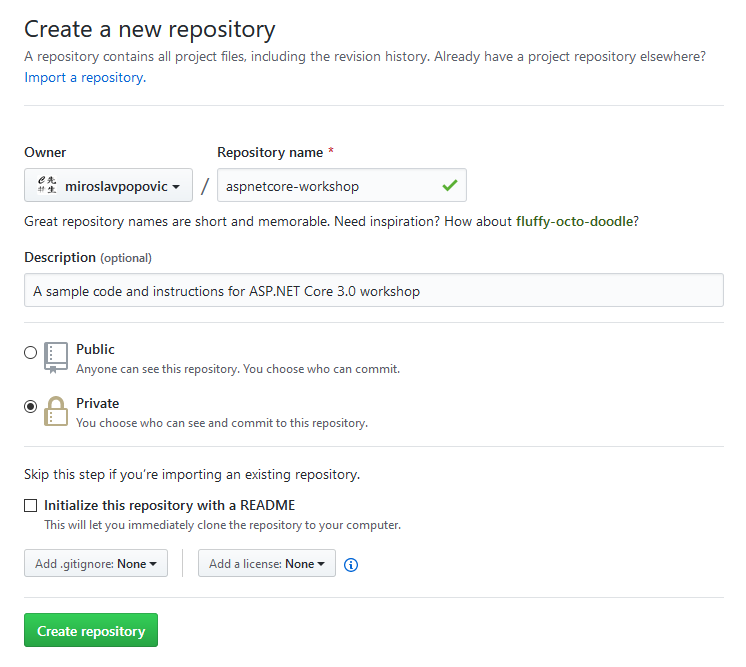 Create a new repository
A repository contains all project files, including the revision history. Already have a project repository elsewhere?
Import a repository.
Owner Repository name *
miroslavpopovic / aspnetcore-workshop
Great repository names are short and memorable. Need inspiration? How about fluffy-octo-doodle?
Description (optional)
A sample code and instructions for ASP.NET Core 3.0 workshop
Public
Anyone can see this repository. You choose who can commit.
Private
You choose who can see and commit to this repository.
Skip this step if you’re importing an existing repository.
Initialize this repository with a README
This will let you immediately clone the repository to your computer.
Add .gitignore: None Add a license: None
Create repository